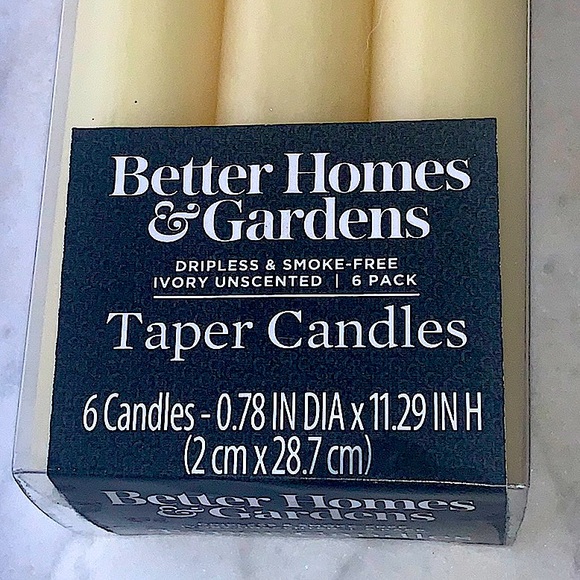 Better Homes
& Gardens
DRIPLESS & SMOKE-FREE
IVORY UNSCENTED | 6 PACK
Taper Candles
6 Candles - 0.78 IN DIA x 11.29 IN H
(2 cm x 28.7 cm)
Better Homes
& Gardens